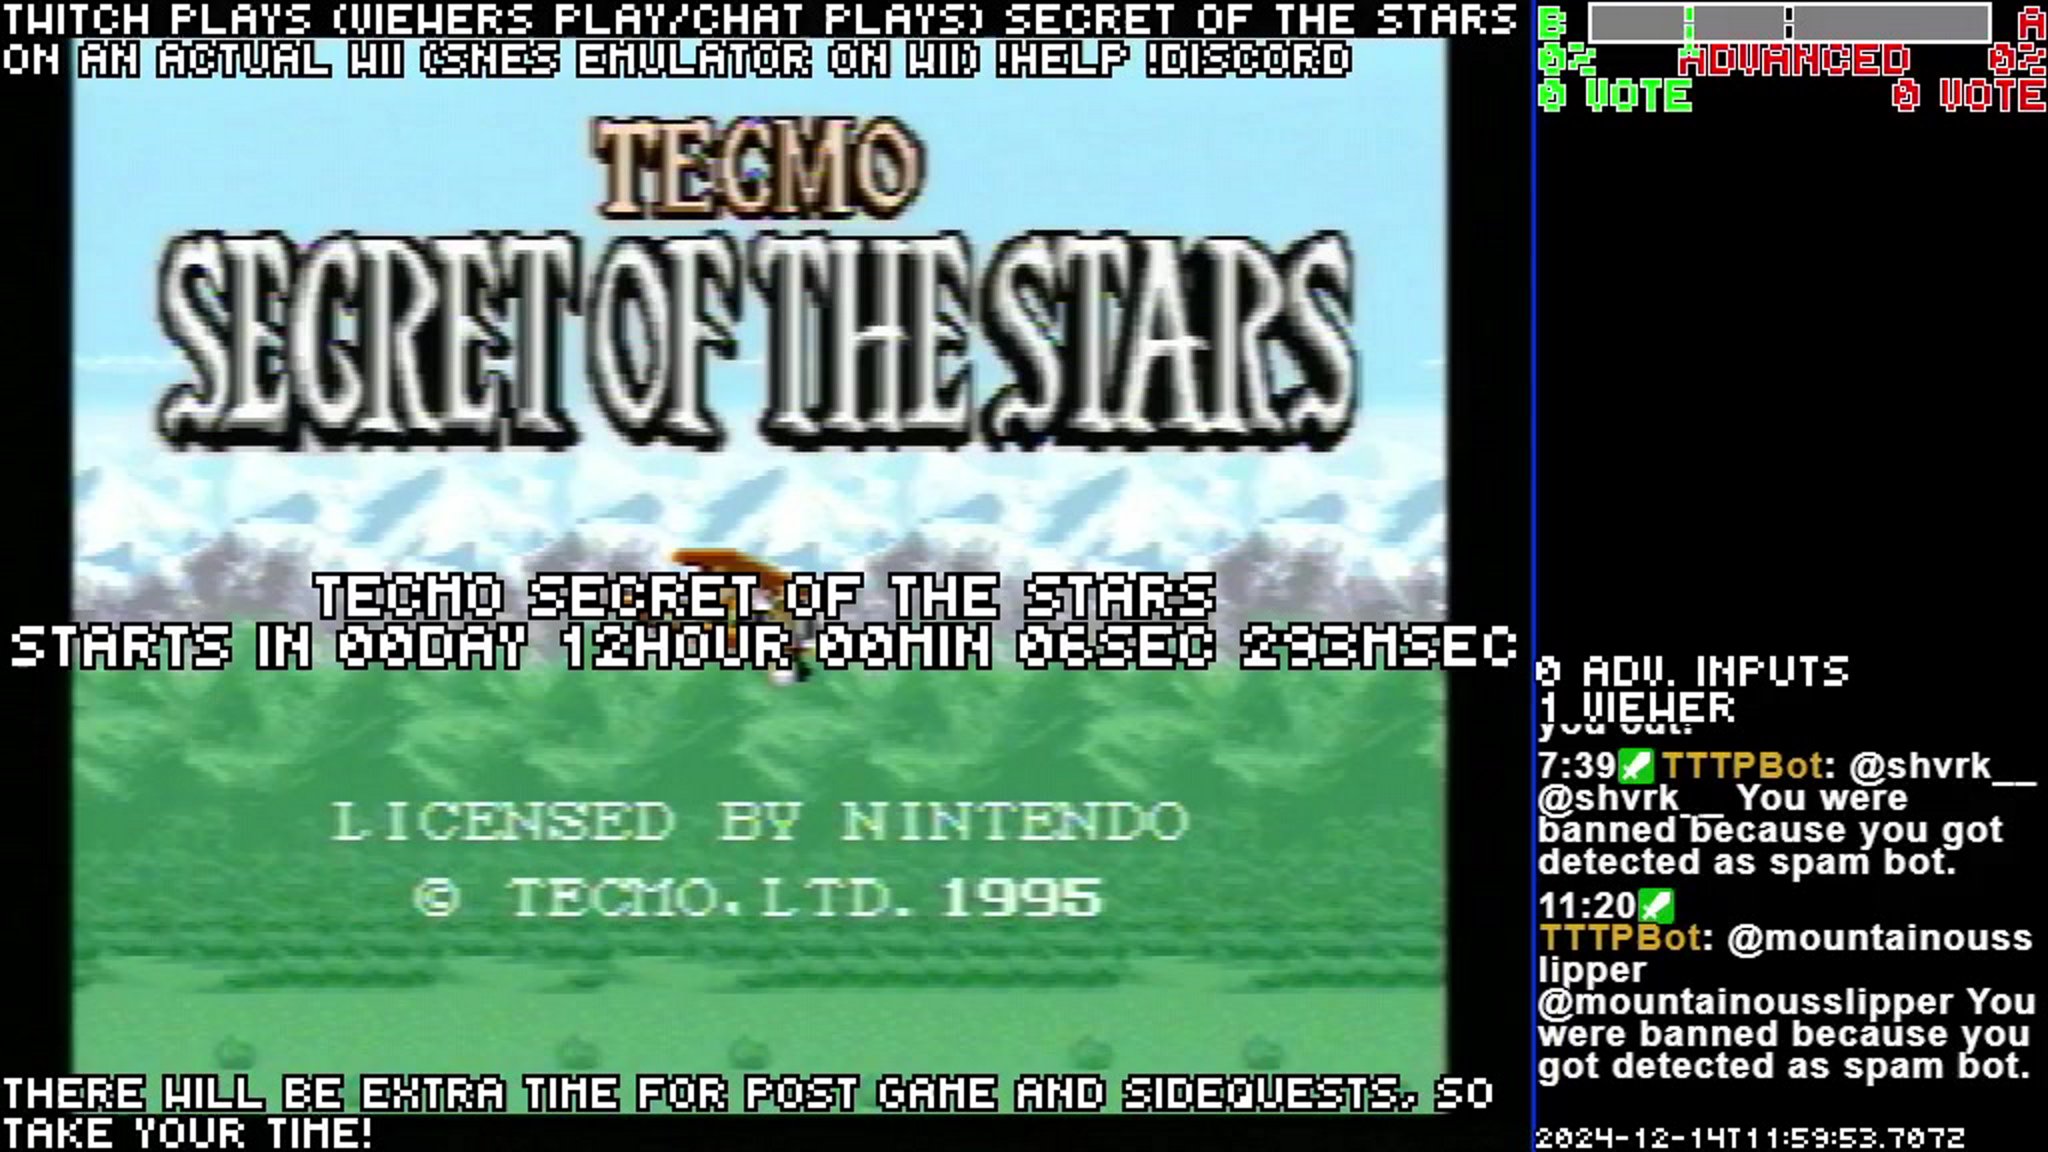 TWITCH PLAYS (VIEWERS PLAY/CHAT PLAYS) SECRET OF THE STARS
ON AN ACTUAL WII (SNES EMULATOR ON WII) !HELP !DISCORD
TECMO
SECRET OF THE STARS
TECMO SECRET OF THE STARS
STARTS IN 00DAY 12HOUR 00MIN 06SEC 293MSEC
LICENSED BY NINTENDO
© TECMO, LTD. 1995
THERE WILL BE EXTRA TIME FOR POST GAME AND SIDEQUESTS, SO
TAKE YOUR TIME!
B A
0% ADVANCED 0%
0 VOTE 0 VOTE
0 ADV. INPUTS
1 VIEWER
you out!
7:39 TTTPBot: @shvrk__
@shvrk__ You were
banned because you got
detected as spam bot.
11:20
TTTPBot: @mountainouss
lipper
@mountainousslipper You
were banned because you
got detected as spam bot.
2024-12-14T11:59:53.707Z